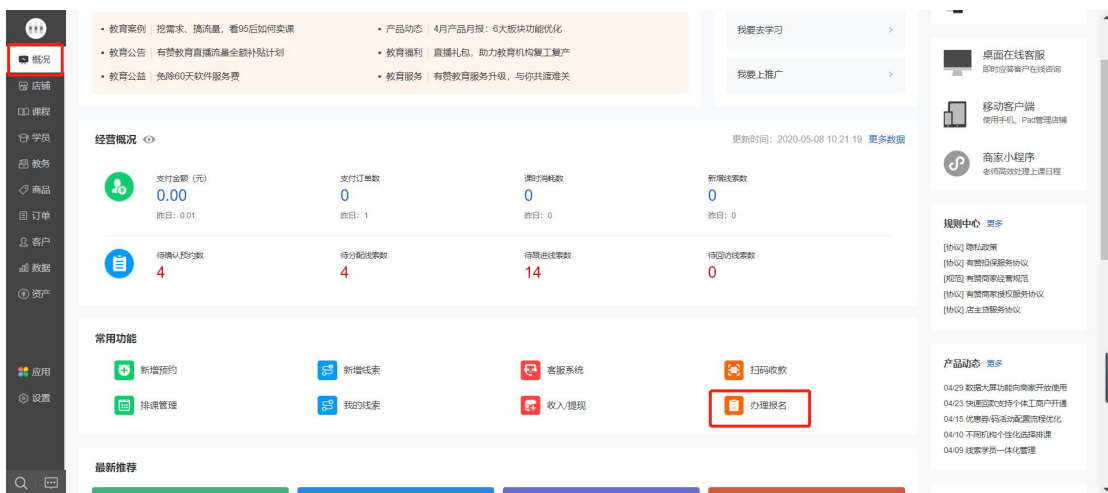 概况
店铺
课程
学员
教务
商品
订单
客户
数据
资产
应用
设置
• 教育案例 挖需求、搞流量，看95后如何卖课
• 产品动态 4月产品月报：6大板块功能优化
• 教育公告 有赞教育直播流量全额补贴计划
• 教育福利 直播礼包，助力教育机构复工复产
• 教育公益 免除60天软件服务费
• 教育服务 有赞教育服务升级，与你共渡难关
我要去学习 >
我要上推广 >
经营概况
更新时间：2020-05-08 10:21:19 更多数据
支付金额（元）
0.00
昨日：0.01
支付订单数
0
昨日：1
课时消耗数
0
昨日：0
新增线索数
0
昨日：0
待确认预约数
4
待分配线索数
4
待跟进线索数
14
待回访线索数
0
常用功能
新增预约
新增线索
客服系统
扫码收款
排课管理
我的线索
收入/提现
办理报名
最新推荐
桌面在线客服
即时应答客户在线咨询
移动客户端
使用手机、Pad管理店铺
商家小程序
老师高效处理上课日程
规则中心 更多
[协议] 隐私政策
[协议] 有赞担保服务协议
[规范] 有赞商家经营规范
[协议] 有赞商家授权服务协议
[协议] 店主贷服务协议
产品动态 更多
04/29 数据大屏功能向商家开放使用
04/23 快速回款支持个体工商户开通
04/15 优惠券/码活动配置流程优化
04/10 不同机构个性化选择排课
04/09 线索学员一体化管理